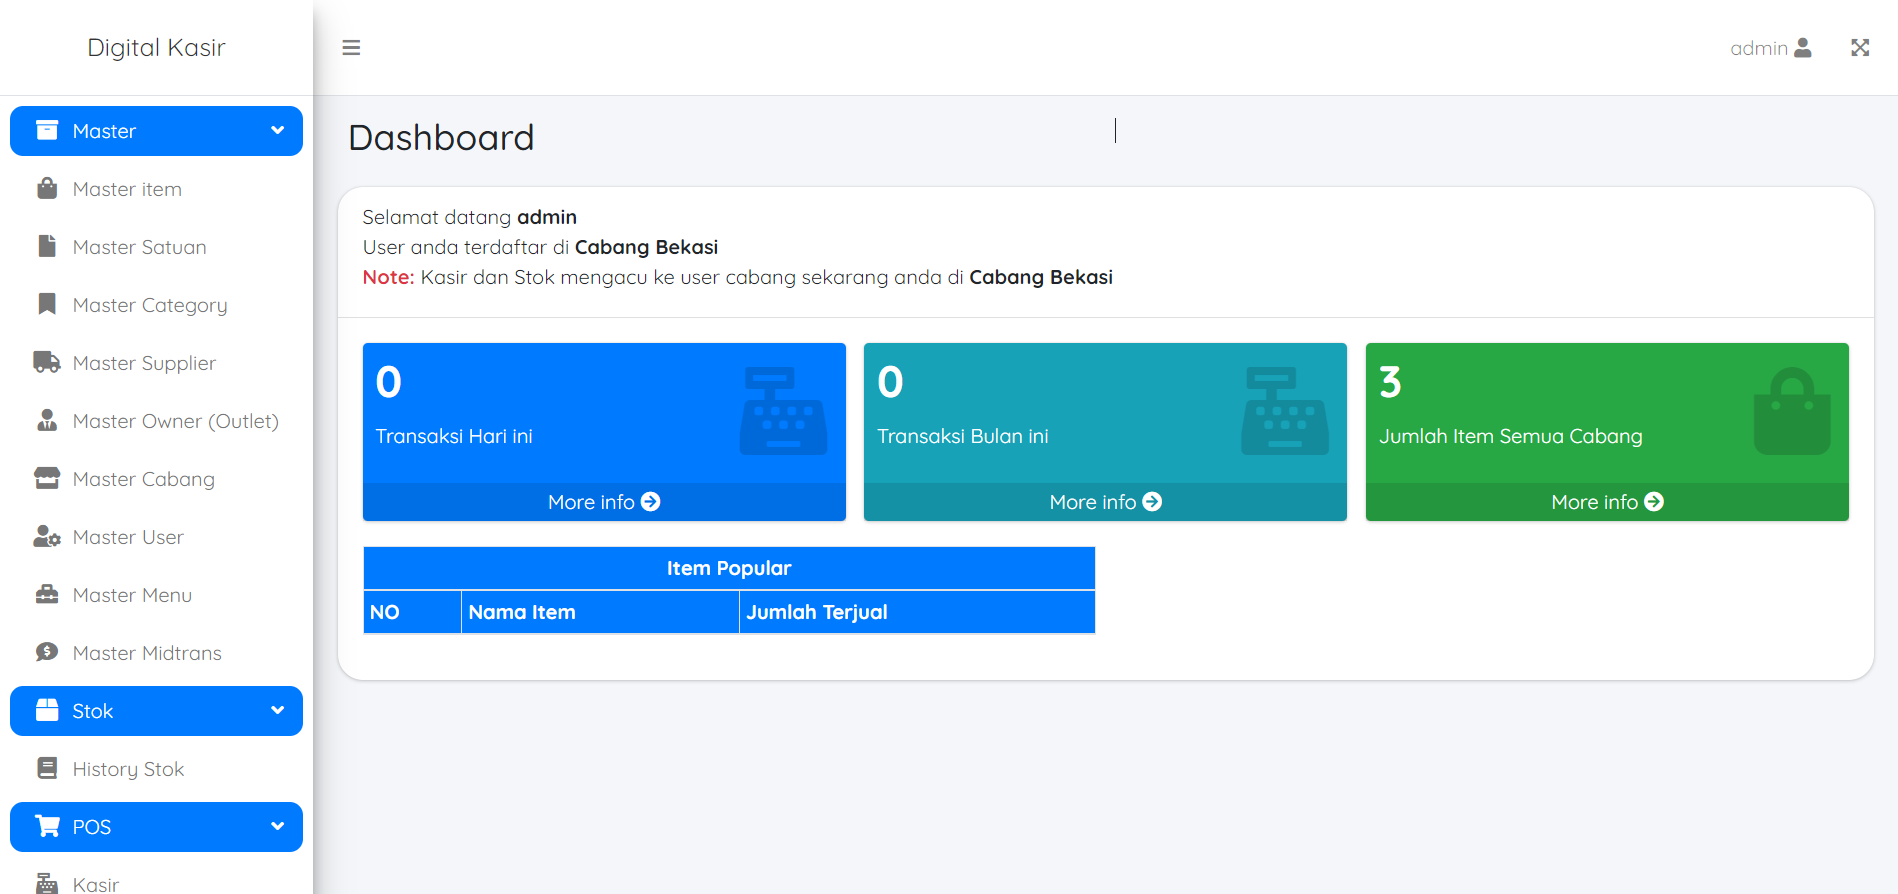 Digital Kasir
admin
Master
Master item
Master Satuan
Master Category
Master Supplier
Master Owner (Outlet)
Master Cabang
Master User
Master Menu
Master Midtrans
Stok
History Stok
POS
Kasir
Dashboard
Selamat datang admin
User anda terdaftar di Cabang Bekasi
Note: Kasir dan Stok mengacu ke user cabang sekarang anda di Cabang Bekasi
0
Transaksi Hari ini
More info
0
Transaksi Bulan ini
More info
3
Jumlah Item Semua Cabang
More info
Item Popular
NO Nama Item Jumlah Terjual